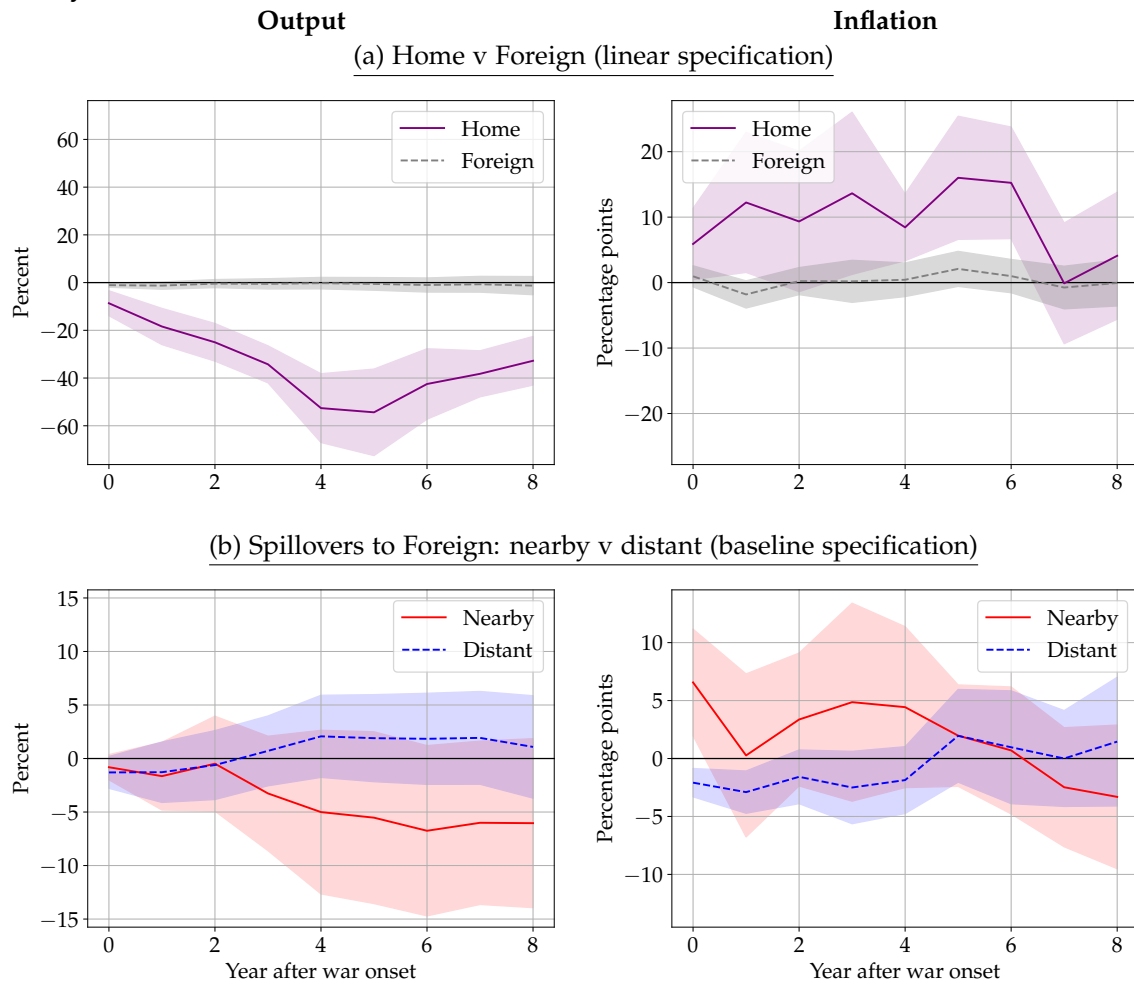 Output Inflation
(a) Home v Foreign (linear specification)
60
40
20
0
−20
−40
−60
Percent
Home
Foreign
0 2 4 6 8
20
10
0
−10
−20
Percentage points
Home
Foreign
0 2 4 6 8
(b) Spillovers to Foreign: nearby v distant (baseline specification)
15
10
5
0
−5
−10
−15
Percent
Nearby
Distant
0 2 4 6 8
Year after war onset
10
5
0
−5
−10
Percentage points
Nearby
Distant
0 2 4 6 8
Year after war onset